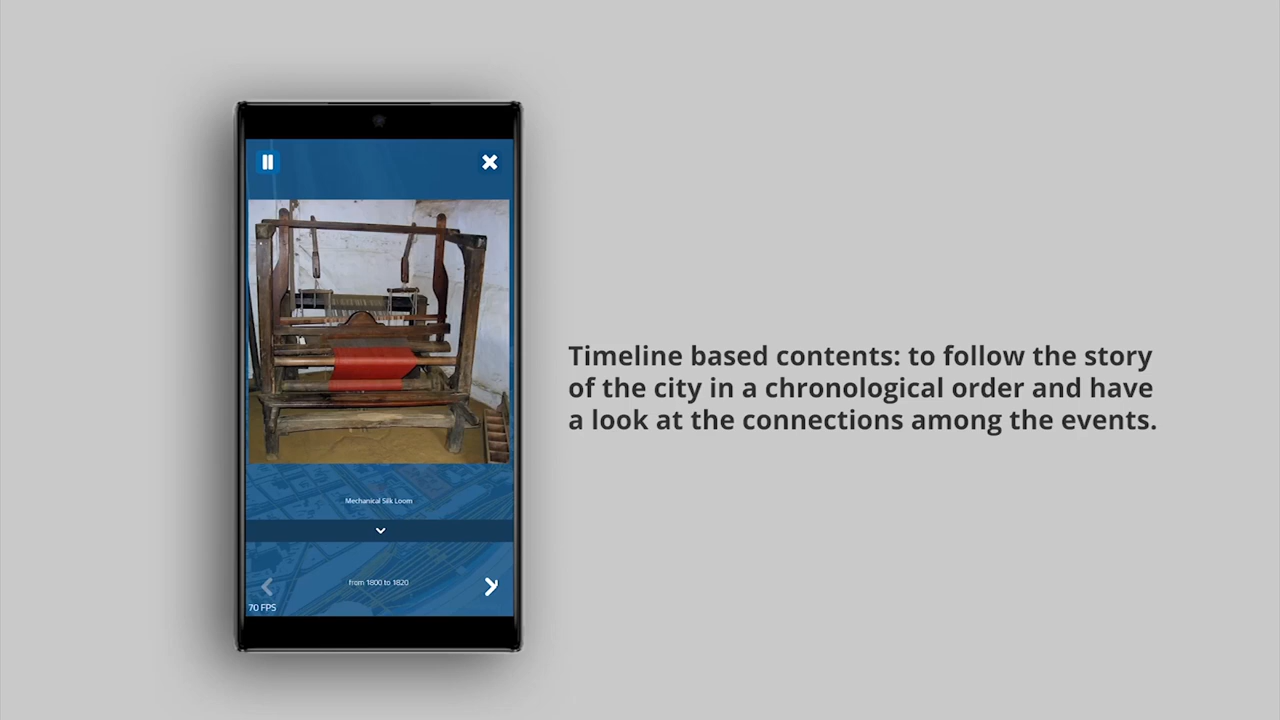 Mechanical Silk Loom
from 1800 to 1820
70 FPS
Timeline based contents: to follow the story
of the city in a chronological order and have
a look at the connections among the events.